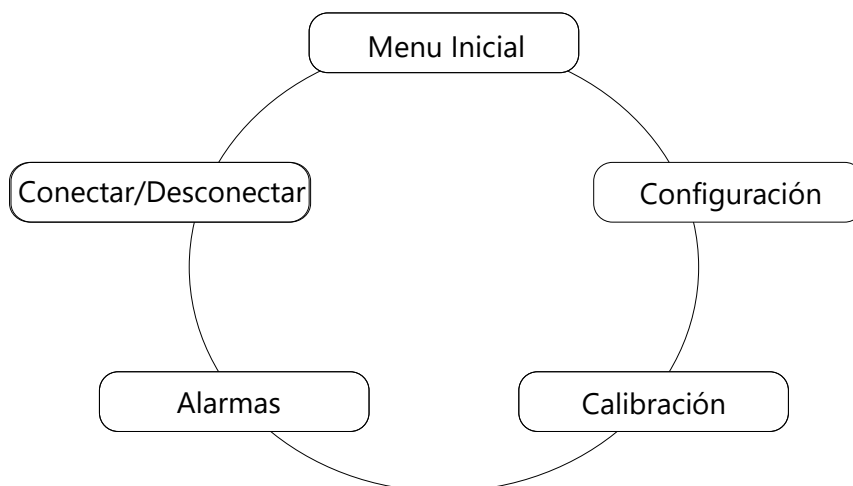 Menu Inicial
Conectar/Desconectar
Configuración
Alarmas
Calibración